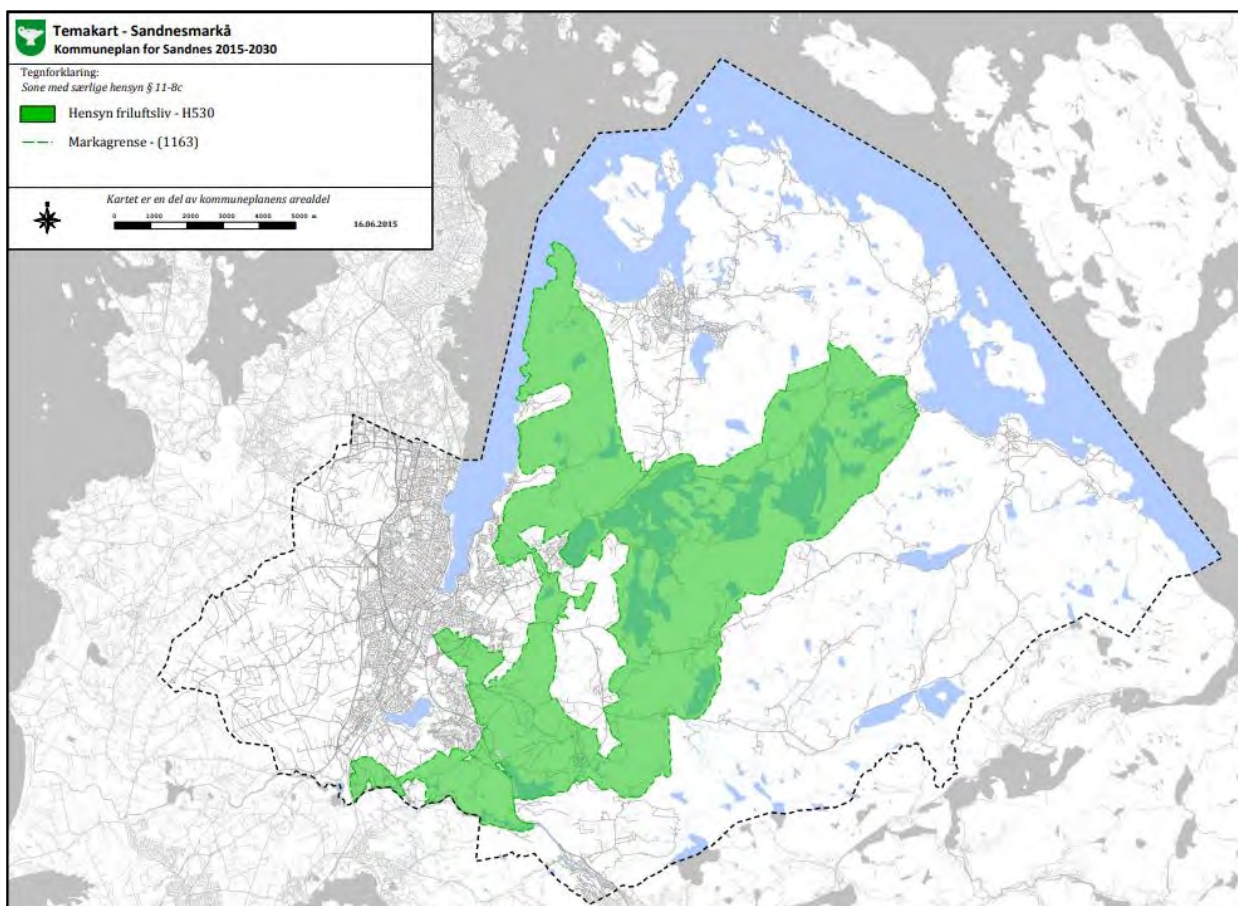 Temakart - Sandnesmarkå
Kommuneplan for Sandnes 2015-2030
Tegnforklaring:
Sone med særlige hensyn § 11-8c
Hensyn friluftsliv - H530
Markagrense - (1163)
Kartet er en del av kommuneplanens arealdel
0 1000 2000 3000 4000 5000 m
16.06.2015